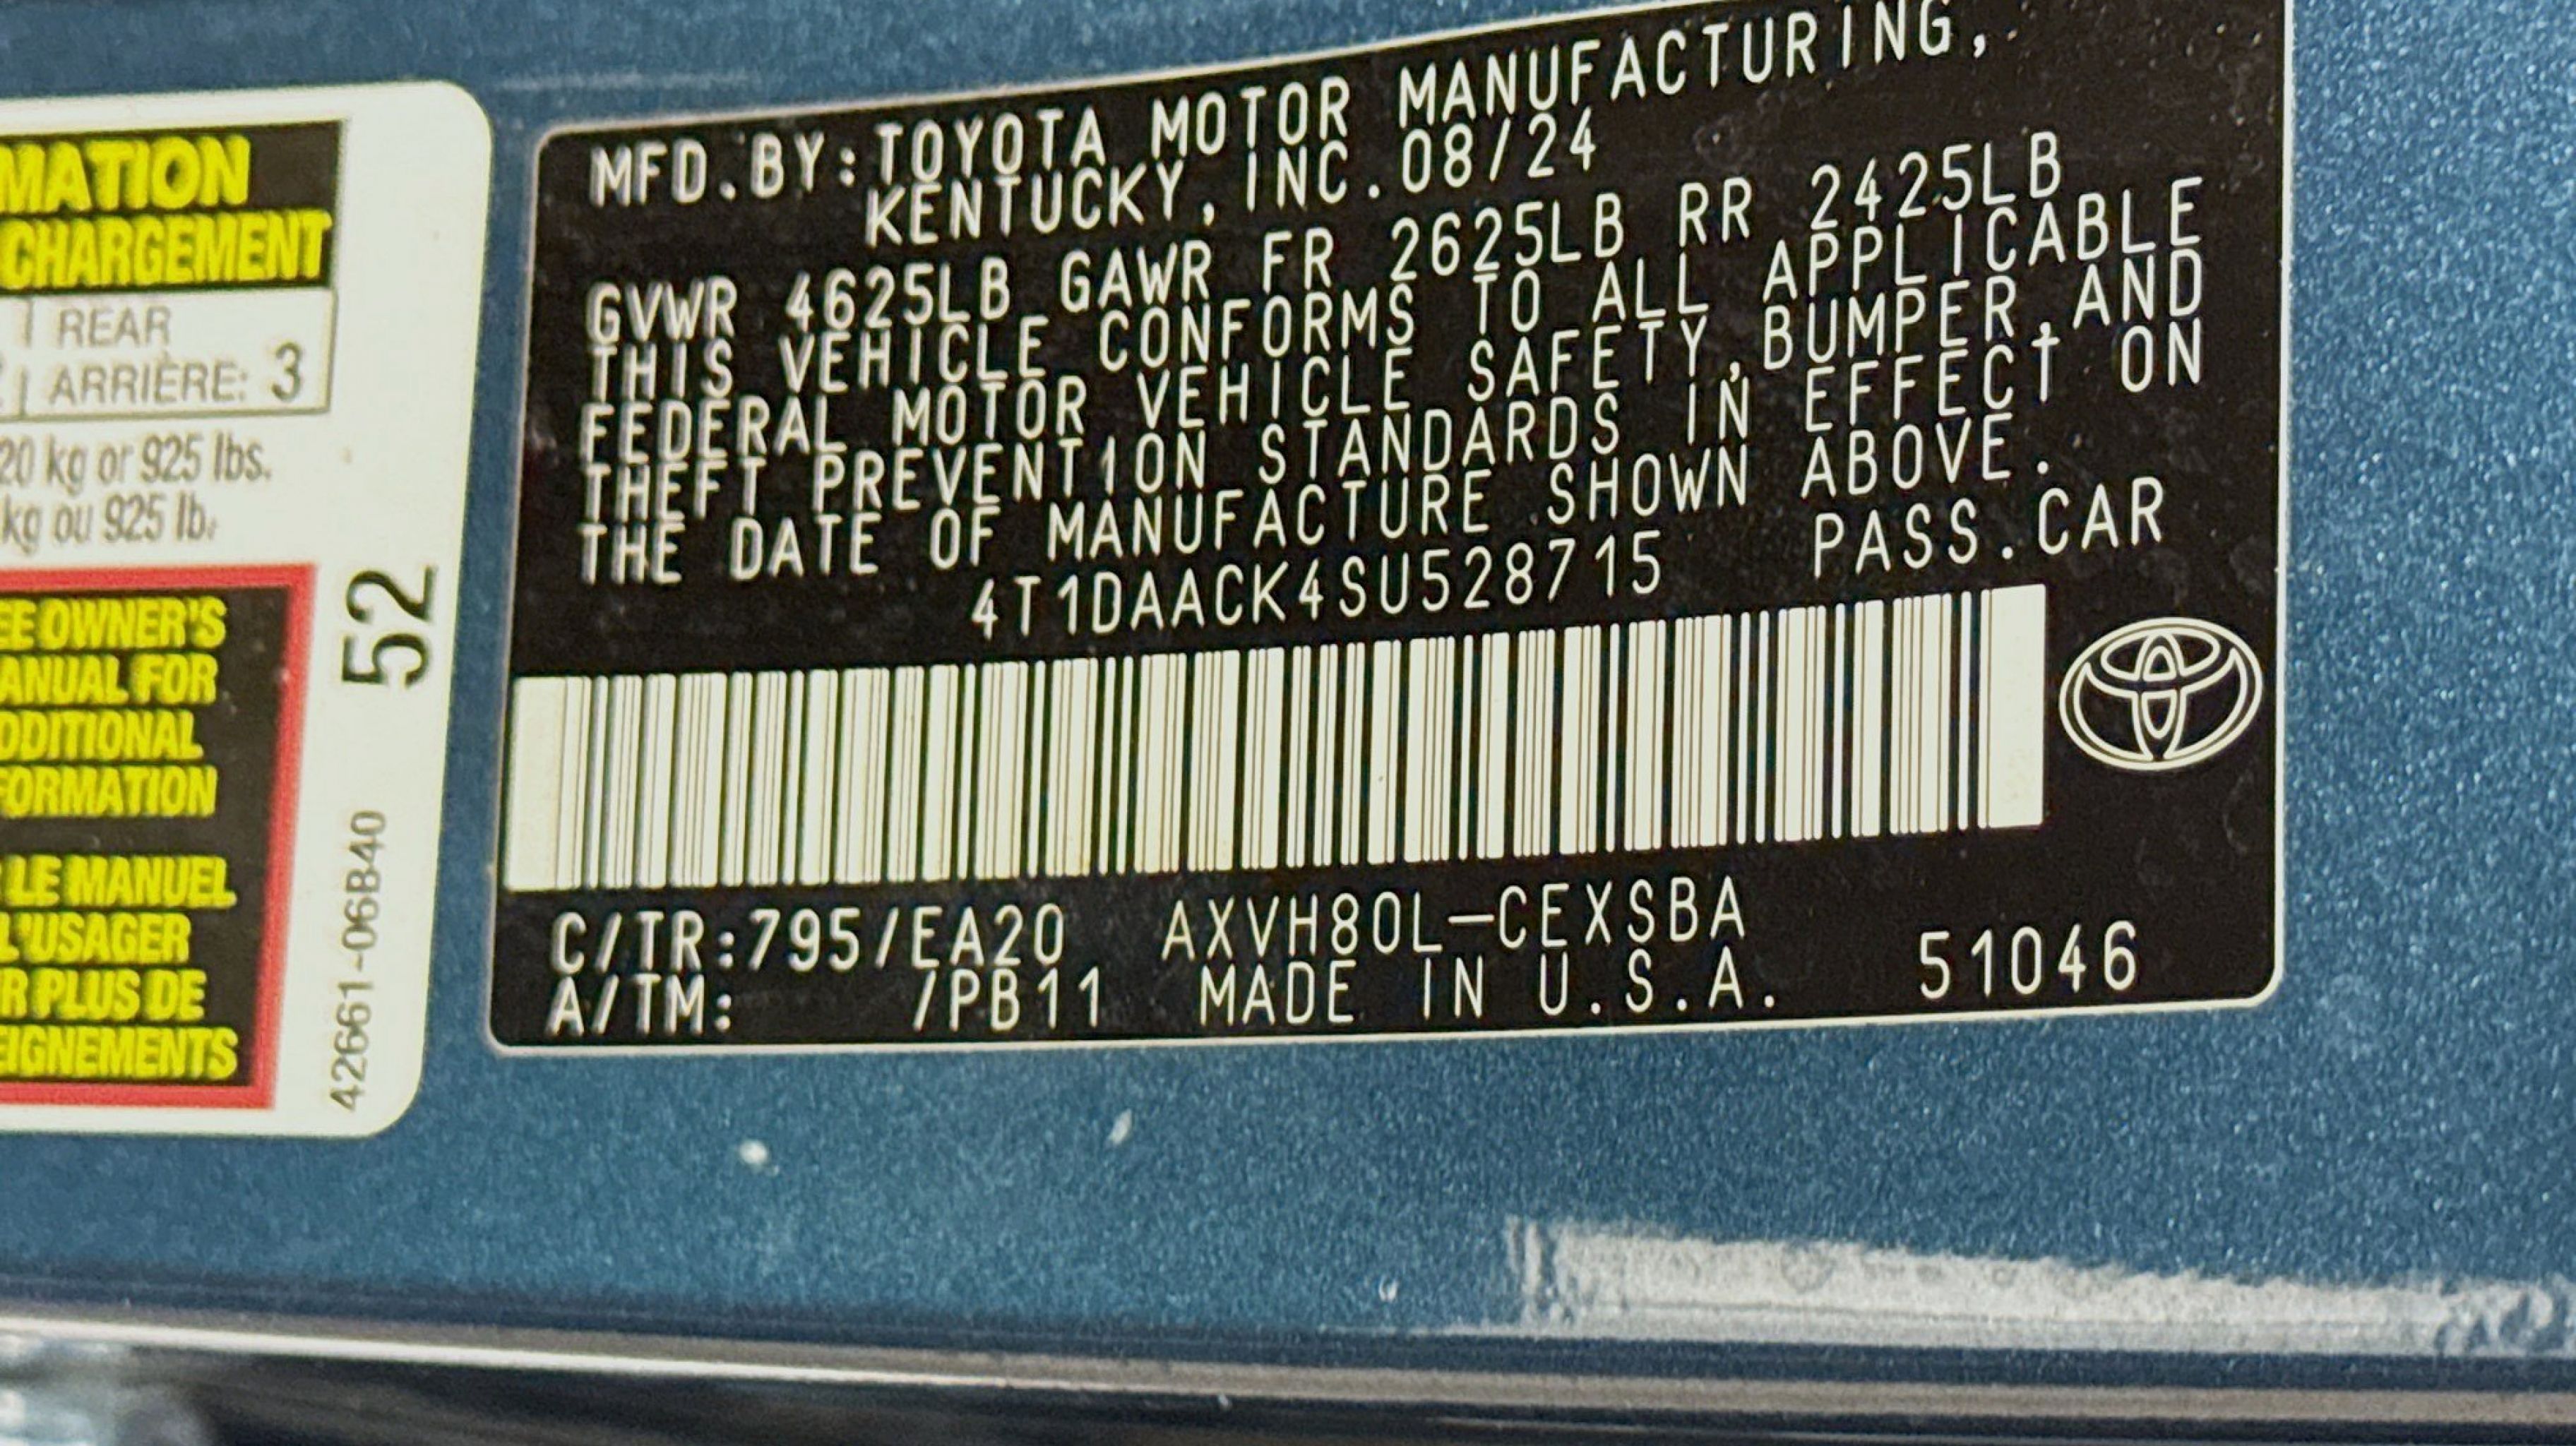 MATION
CHARGEMENT
REAR
ARRIÈRE: 3
20 kg or 925 lbs.
kg ou 925 lb.
EE OWNER'S
ANUAL FOR
DDITIONAL
FORMATION
LE MANUEL
L'USAGER
R PLUS DE
EIGNEMENTS
52
42661-06B40
MFD.BY:TOYOTA MOTOR MANUFACTURING,
KENTUCKY, INC.08/24
GVWR 4625LB GAWR FR 2625LB RR 2425LB
THIS VEHICLE CONFORMS TO ALL APPLICABLE
FEDERAL MOTOR VEHICLE SAFETY,BUMPER,AND
THEFT PREVENTION STANDARDS IN EFFECT ON
THE DATE OF MANUFACTURE SHOWN ABOVE.
4T1DAACK4SU528715 PASS.CAR
C/TR:795/EA20 AXVH80L-CEXSBA
A/TM: /PB11 MADE IN U.S.A. 51046